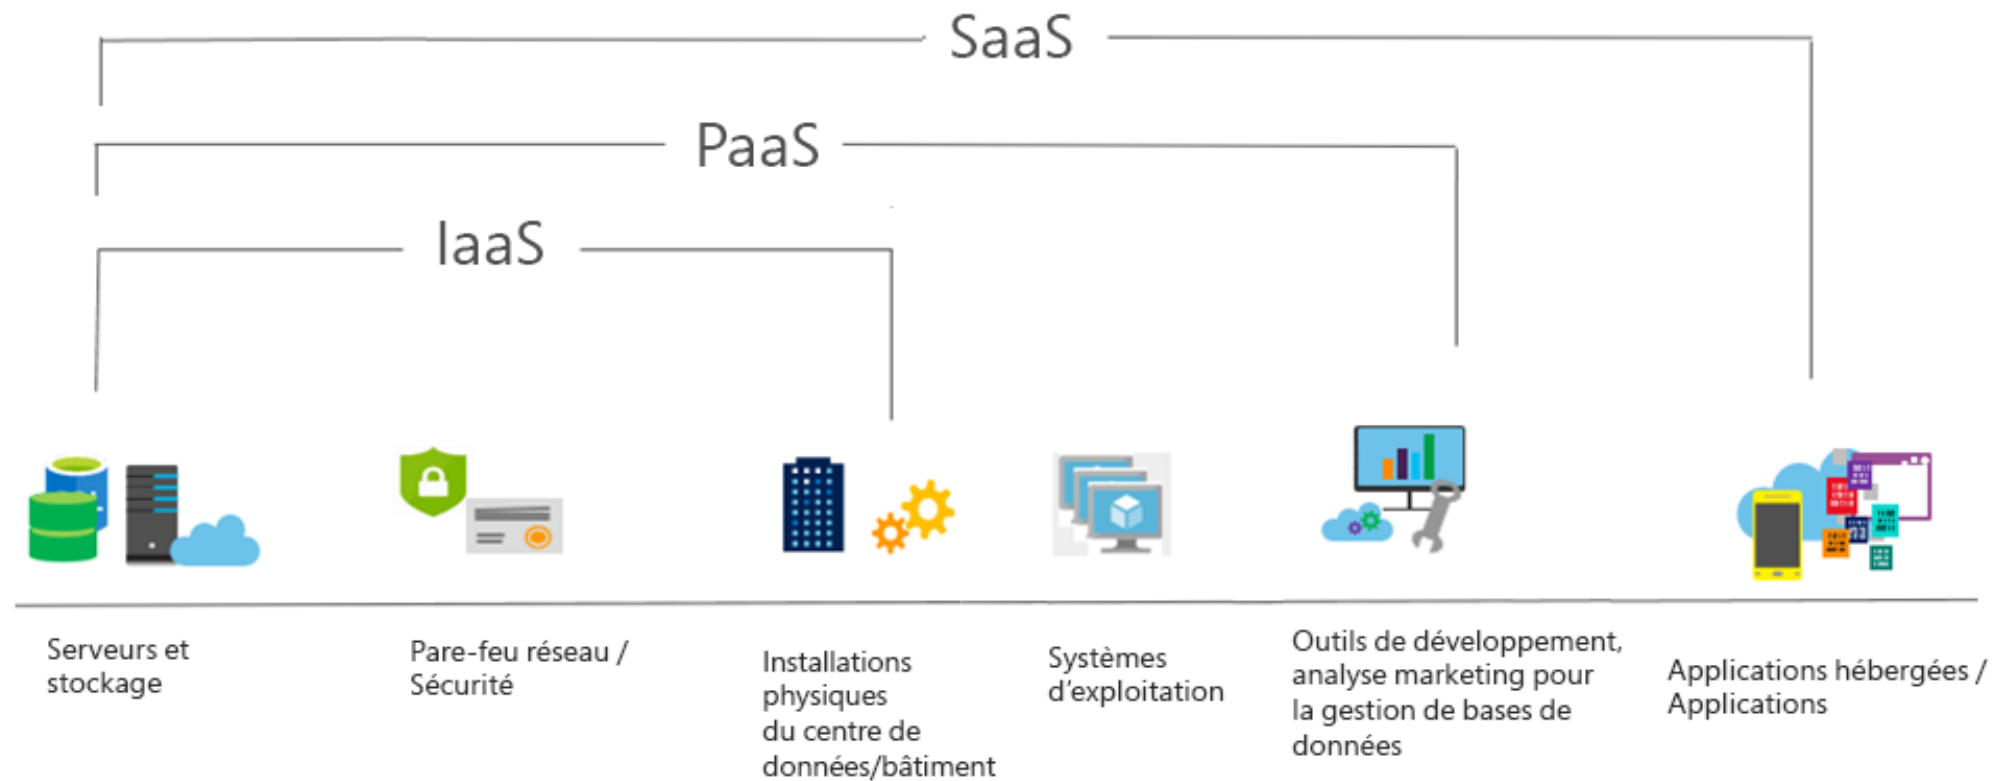 SaaS
PaaS
IaaS
Serveurs et
stockage
Pare-feu réseau /
Sécurité
Installations
physiques
du centre de
données/bâtiment
Systèmes
d'exploitation
Outils de développement,
analyse marketing pour
la gestion de bases de
données
Applications hébergées /
Applications